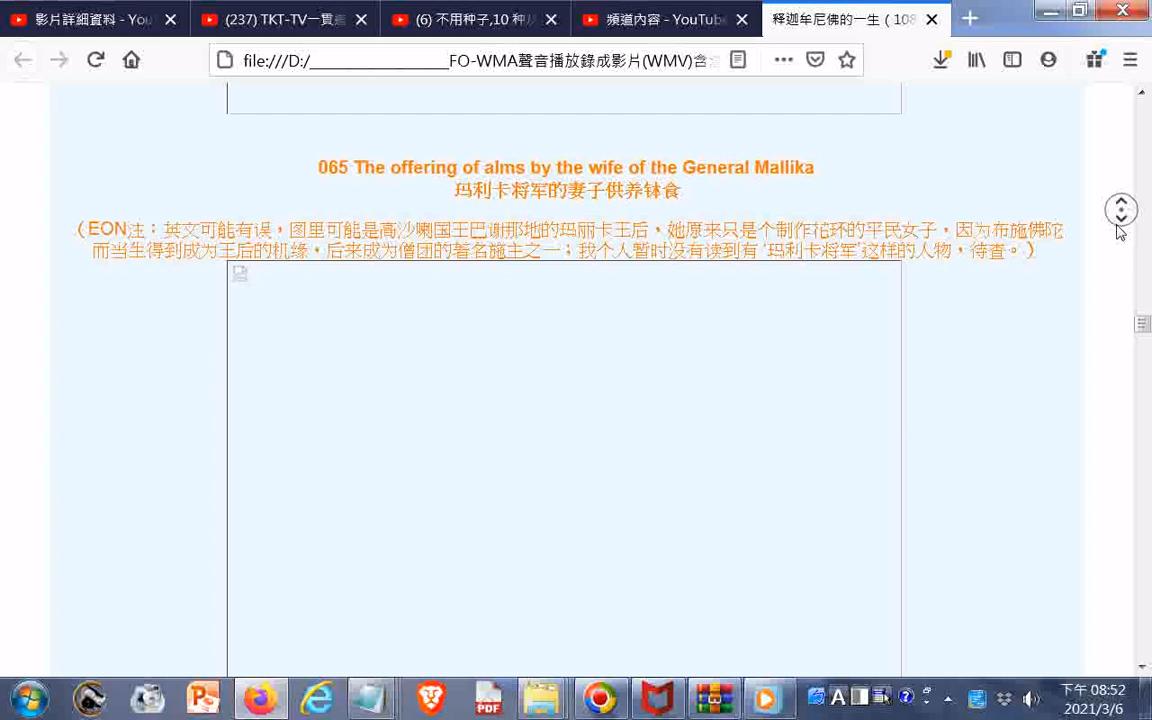 影片詳細資料 - You
(237) TKT-TV一貫
(6) 不用种子,10 种
頻道內容 - YouTube
释迦牟尼佛的一生（108
file:///D:/______________FO-WMA聲音播放錄成影片(WMV)含
065 The offering of alms by the wife of the General Mallika
玛利卡将军的妻子供养钵食
（EON注：英文可能有误，图里可能是高沙喇国王巴谢那地的玛丽卡王后，她原来只是个制作花环的平民女子，因为布施佛陀
而当生得到成为王后的机缘，后来成为僧团的著名施主之一；我个人暂时没有读到有‘玛利卡将军’这样的人物，待查。）
PDF
A
下午 08:52
2021/3/6